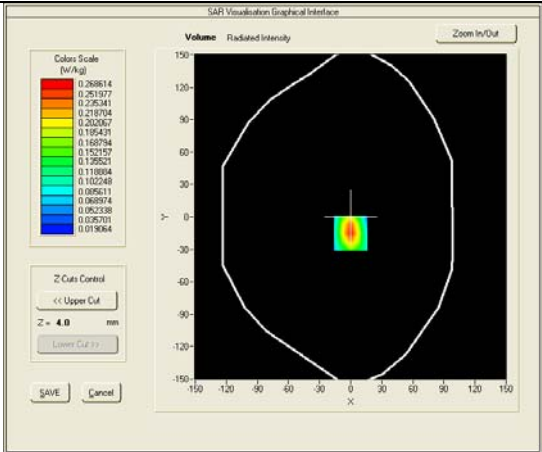 SAR Visualisation Graphical Interface
Volume Radiated Intensity
Zoom In/Out
Colors Scale
(W/kg)
0.268614
0.251977
0.235341
0.218704
0.202067
0.185431
0.168794
0.152157
0.135521
0.118884
0.102248
0.085611
0.068974
0.052338
0.035701
0.019064
150
120
90
60
30
0
-30
-60
-90
-120
-150
Y
-150 -120 -90 -60 -30 0 30 60 90 120 150
X
Z-Cuts Control
<< Upper Cut
Z = 4.0 mm
Lower Cut >>
SAVE Cancel